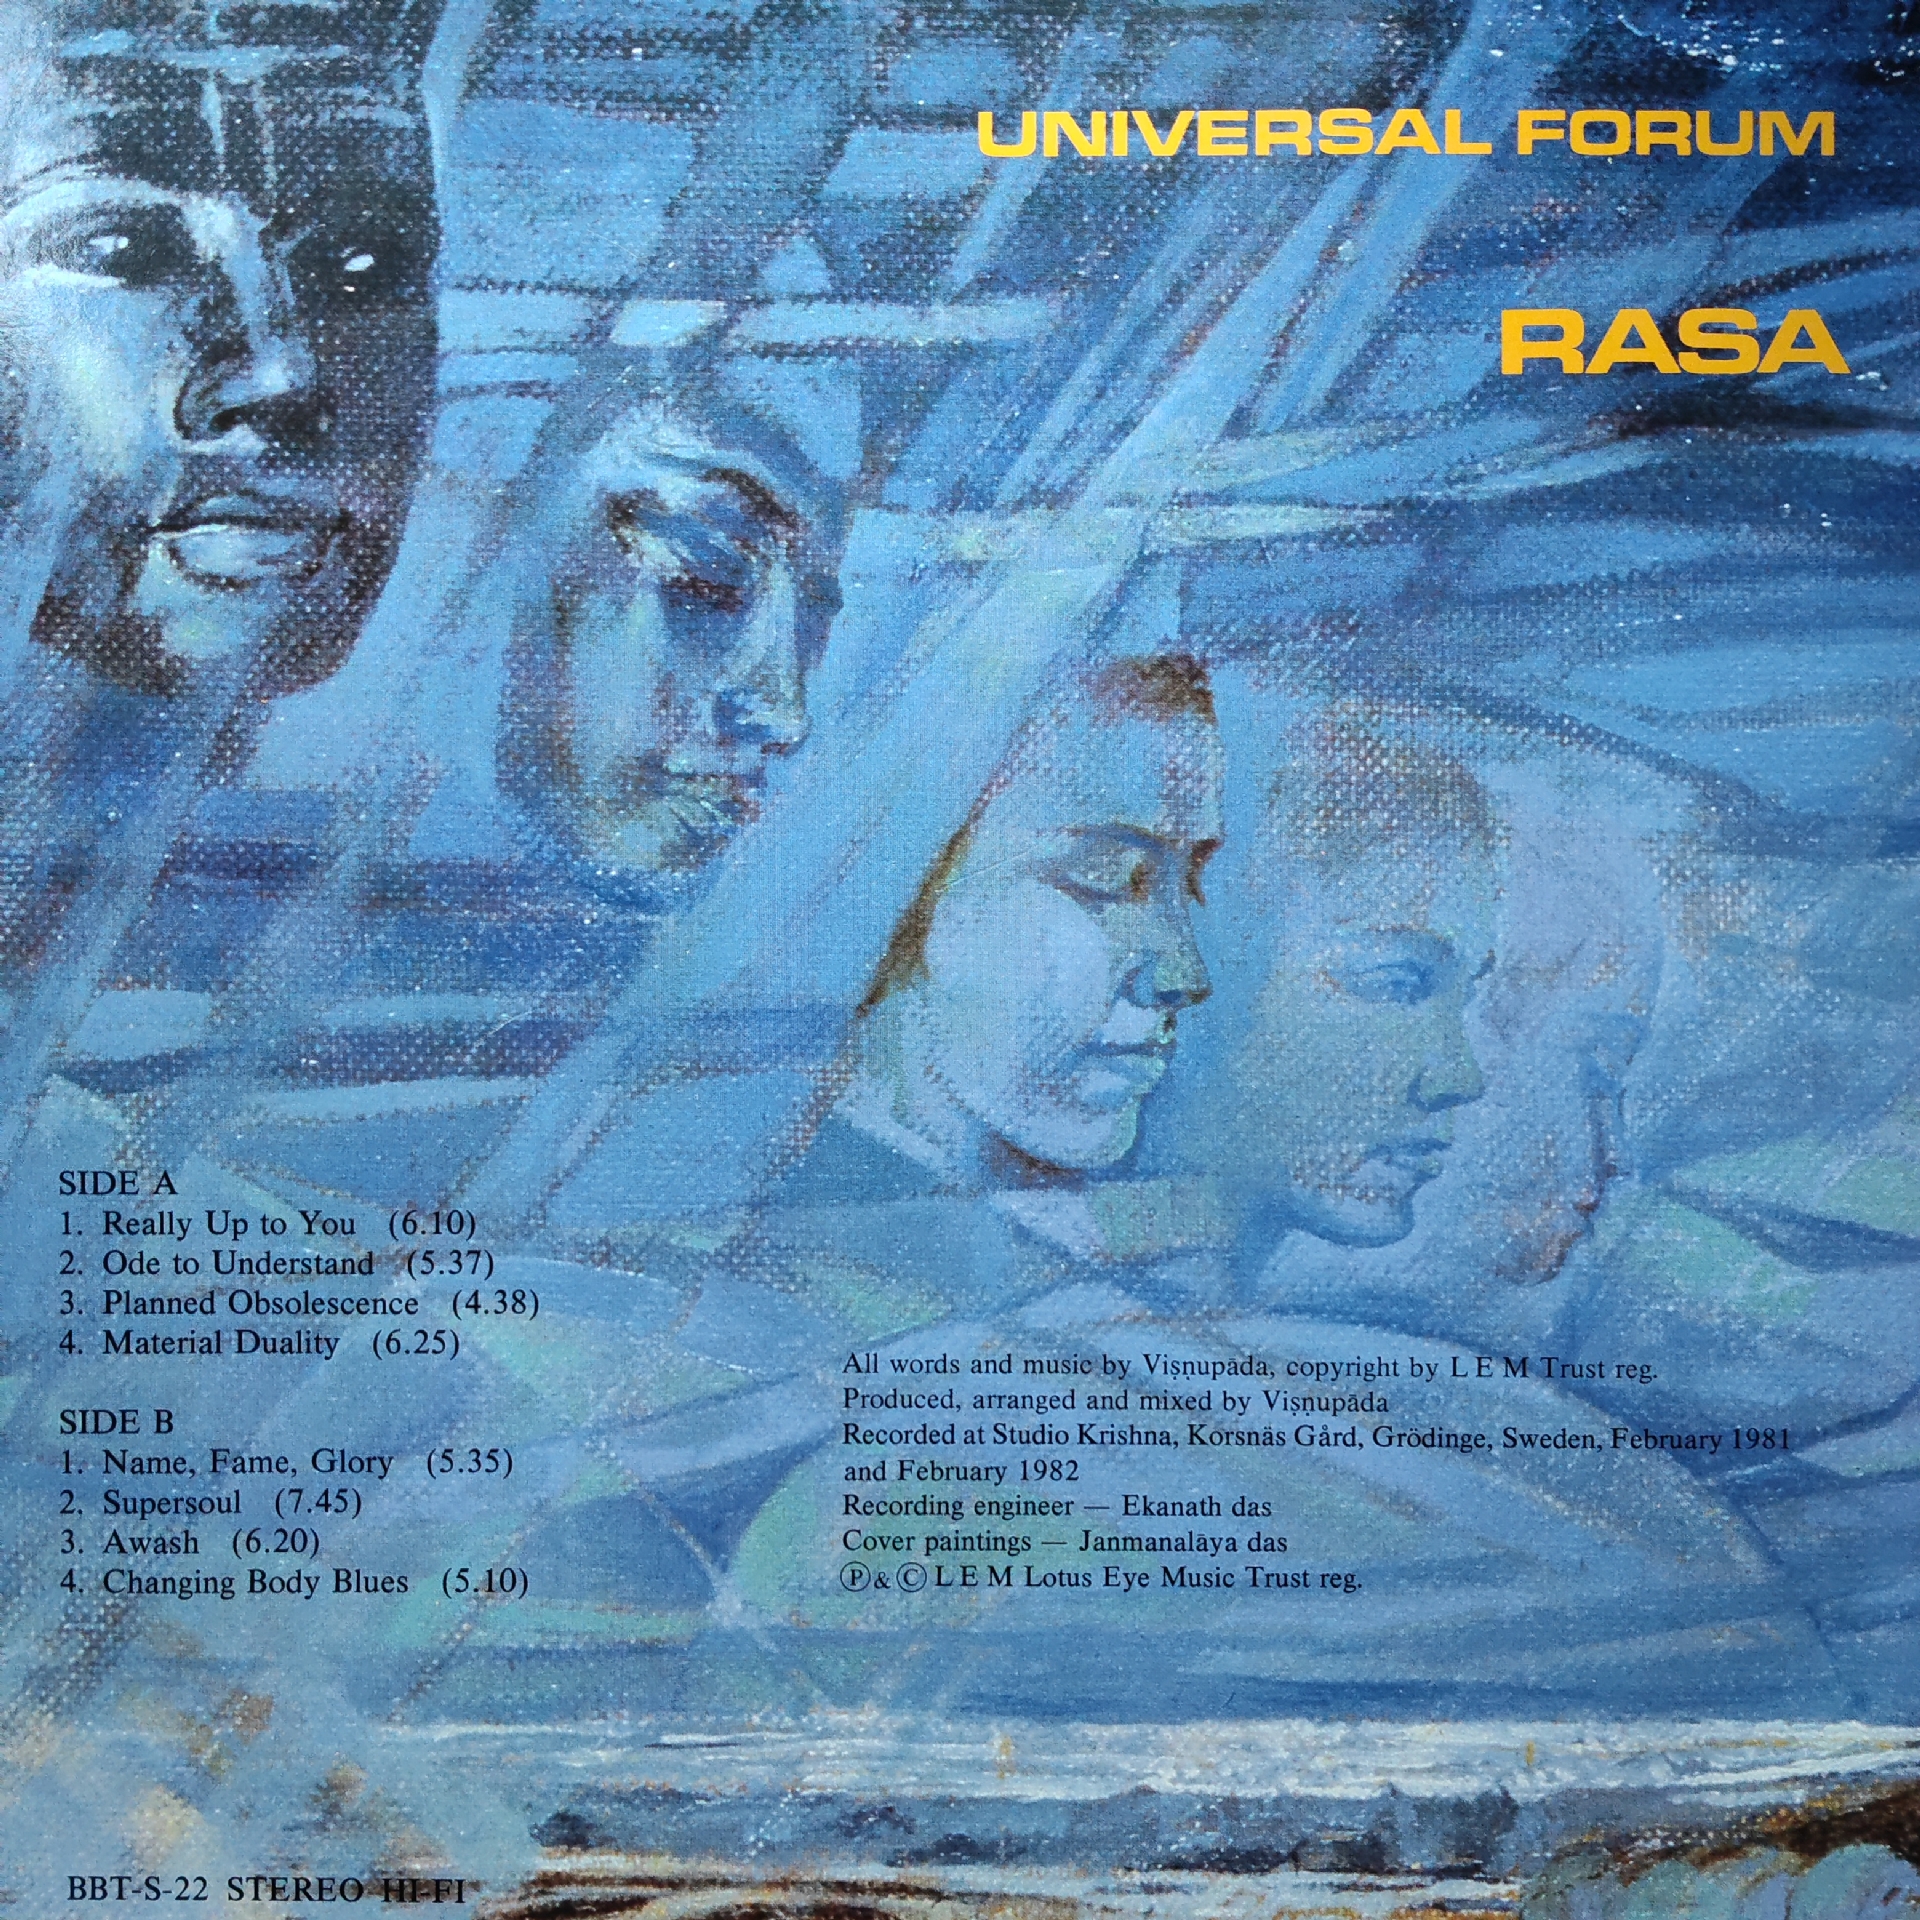 UNIVERSAL FORUM
RASA
SIDE A
1. Really Up to You (6.10)
2. Ode to Understand (5.37)
3. Planned Obsolescence (4.38)
4. Material Duality (6.25)
SIDE B
1. Name, Fame, Glory (5.35)
2. Supersoul (7.45)
3. Awash (6.20)
4. Changing Body Blues (5.10)
All words and music by Viṣṇupāda, copyright by L E M Trust reg.
Produced, arranged and mixed by Viṣṇupāda
Recorded at Studio Krishna, Korsnäs Gård, Grödinge, Sweden, February 1981
and February 1982
Recording engineer — Ekanath das
Cover paintings — Janmanalāya das
Ⓟ & Ⓒ L E M Lotus Eye Music Trust reg.
BBT-S-22 STEREO HI-FI